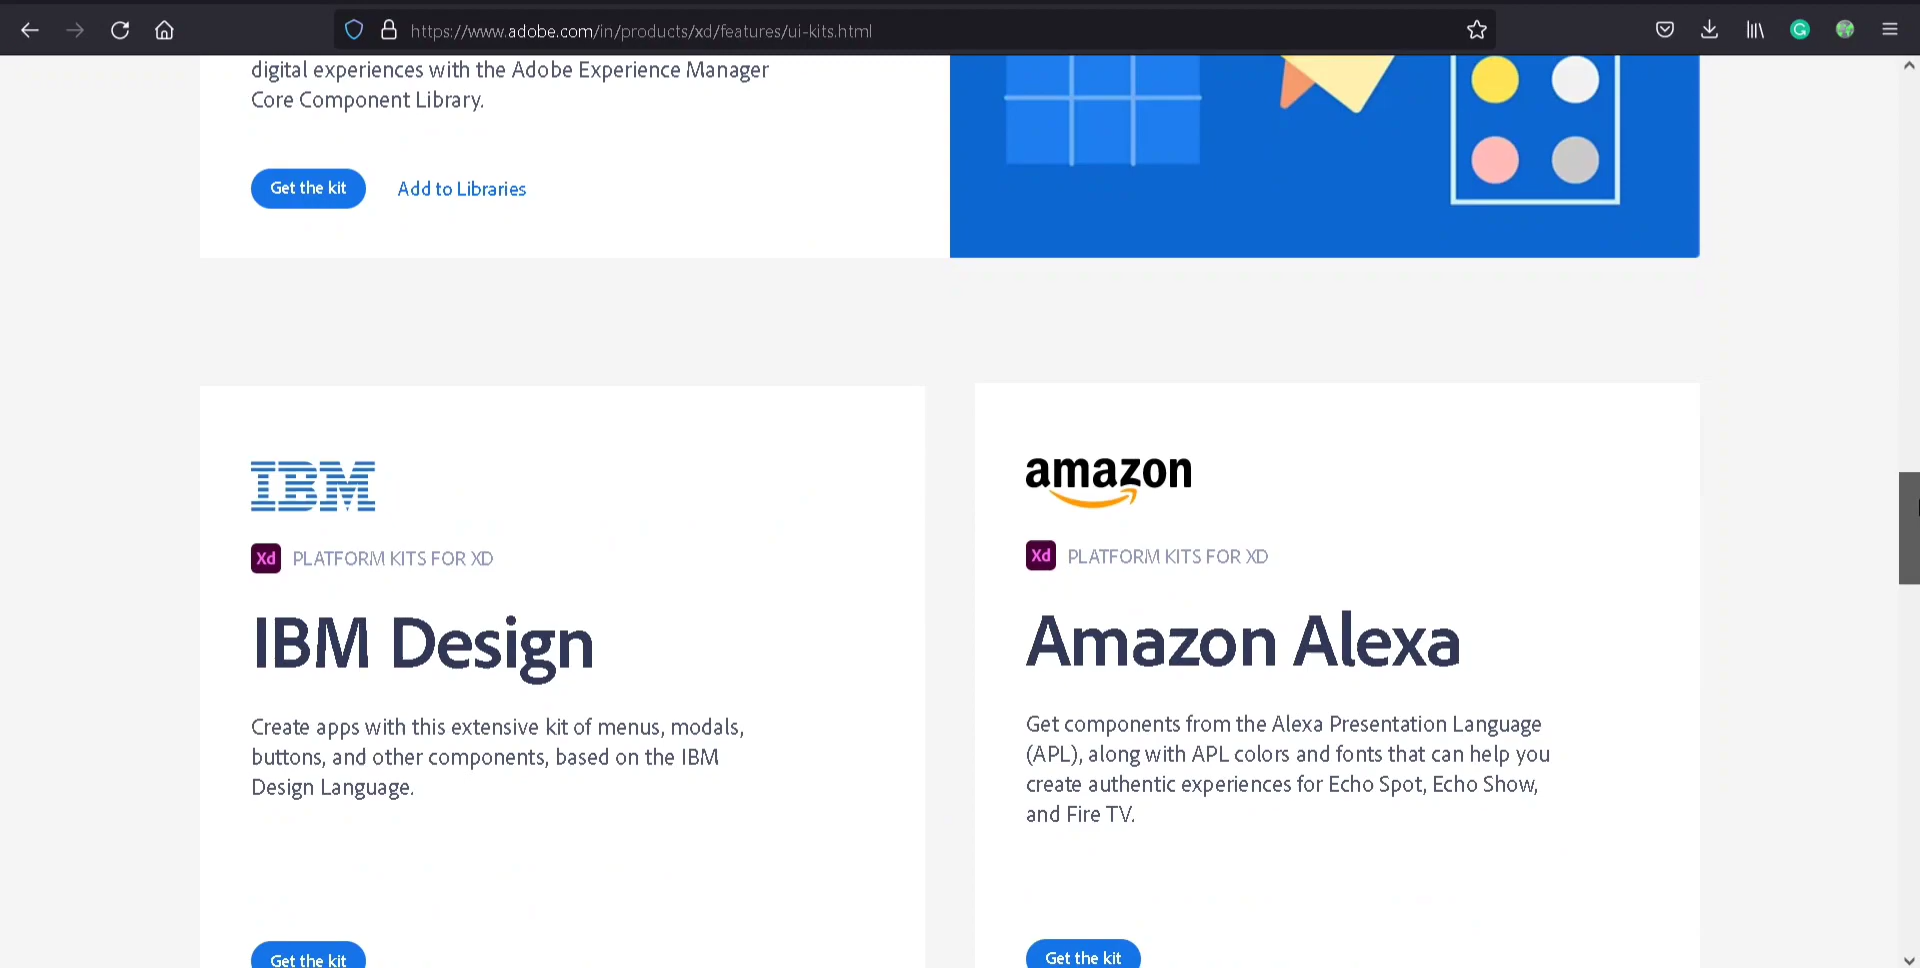 https://www.adobe.com/in/products/xd/features/ui-kits.html
digital experiences with the Adobe Experience Manager
Core Component Library.
Get the kit
Add to Libraries
IBM
Xd PLATFORM KITS FOR XD
IBM Design
Create apps with this extensive kit of menus, modals,
buttons, and other components, based on the IBM
Design Language.
Get the kit
amazon
Xd PLATFORM KITS FOR XD
Amazon Alexa
Get components from the Alexa Presentation Language
(APL), along with APL colors and fonts that can help you
create authentic experiences for Echo Spot, Echo Show,
and Fire TV.
Get the kit